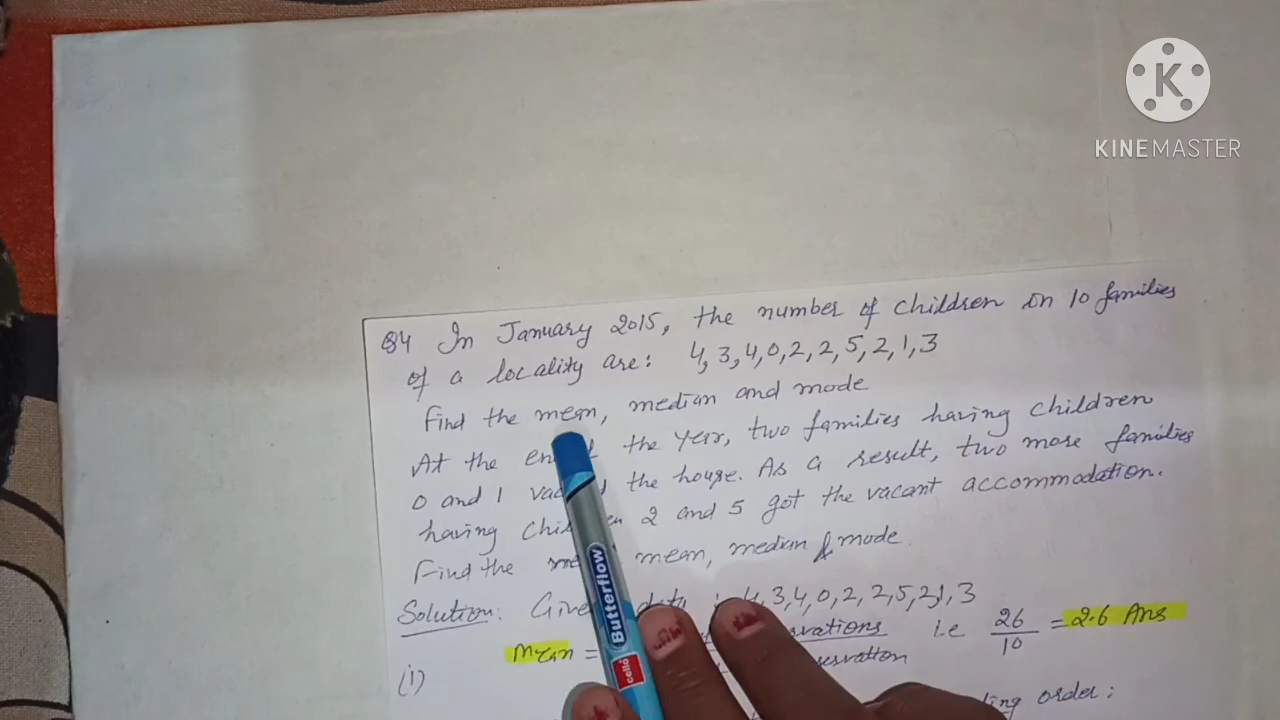 K
KINEMASTER
Q4 In January 2015, the number of children in 10 families
of a locality are: 4, 3, 4, 0, 2, 2, 5, 2, 1, 3
Find the mean, median and mode
At the the year, two families having children
0 and 1 the house. As a result, two more families
having 2 and 5 got the vacant accommodation.
Find the mean, median & mode.
Solution: 4, 3, 4, 0, 2, 2, 5, 2, 1, 3
(i) Mean = i.e 26/10 = 2.6 Ans
order:
Butterflow
cello